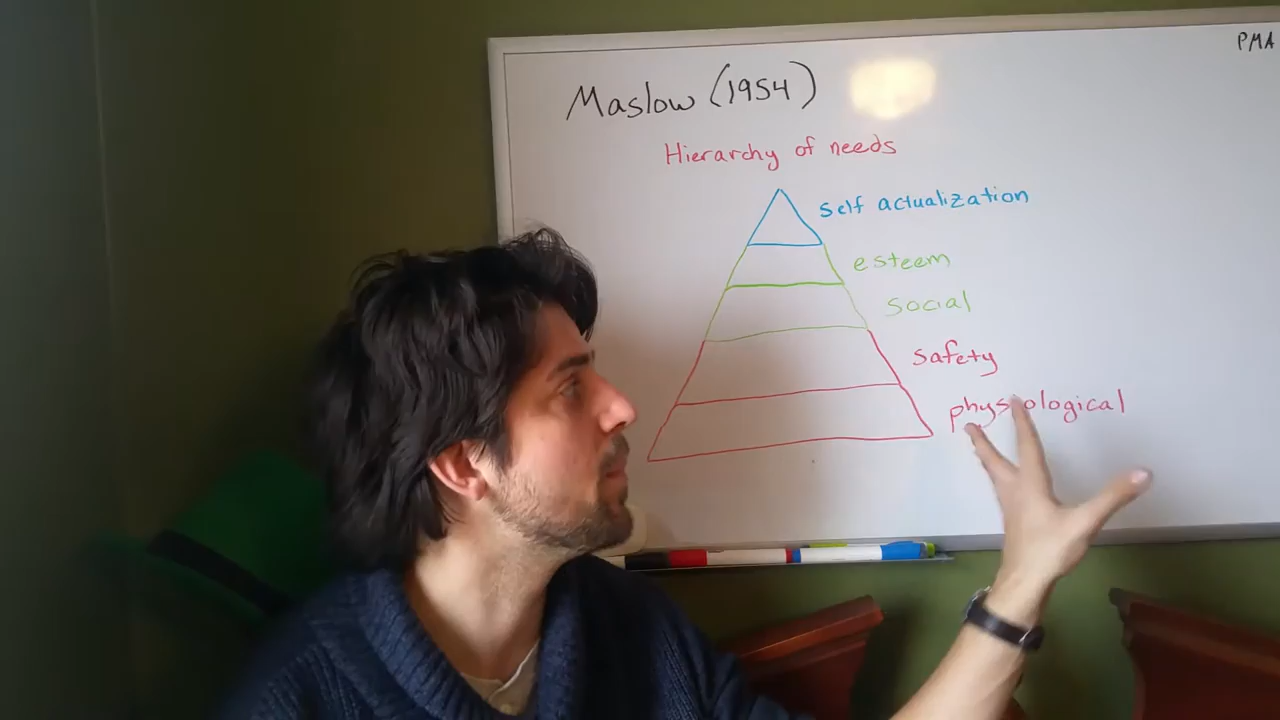 PMA
Maslow (1954)
Hierarchy of needs
self actualization
esteem
social
safety
physiological